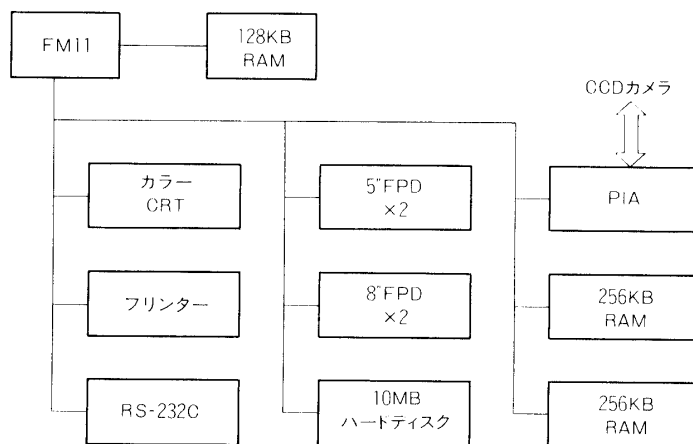 FM11
128KB
RAM
CCDカメラ
カラー
CRT
5"FPD
×2
PIA
フリンター
8"FPD
×2
256KB
RAM
RS-232C
10MB
ハードティスク
256KB
RAM